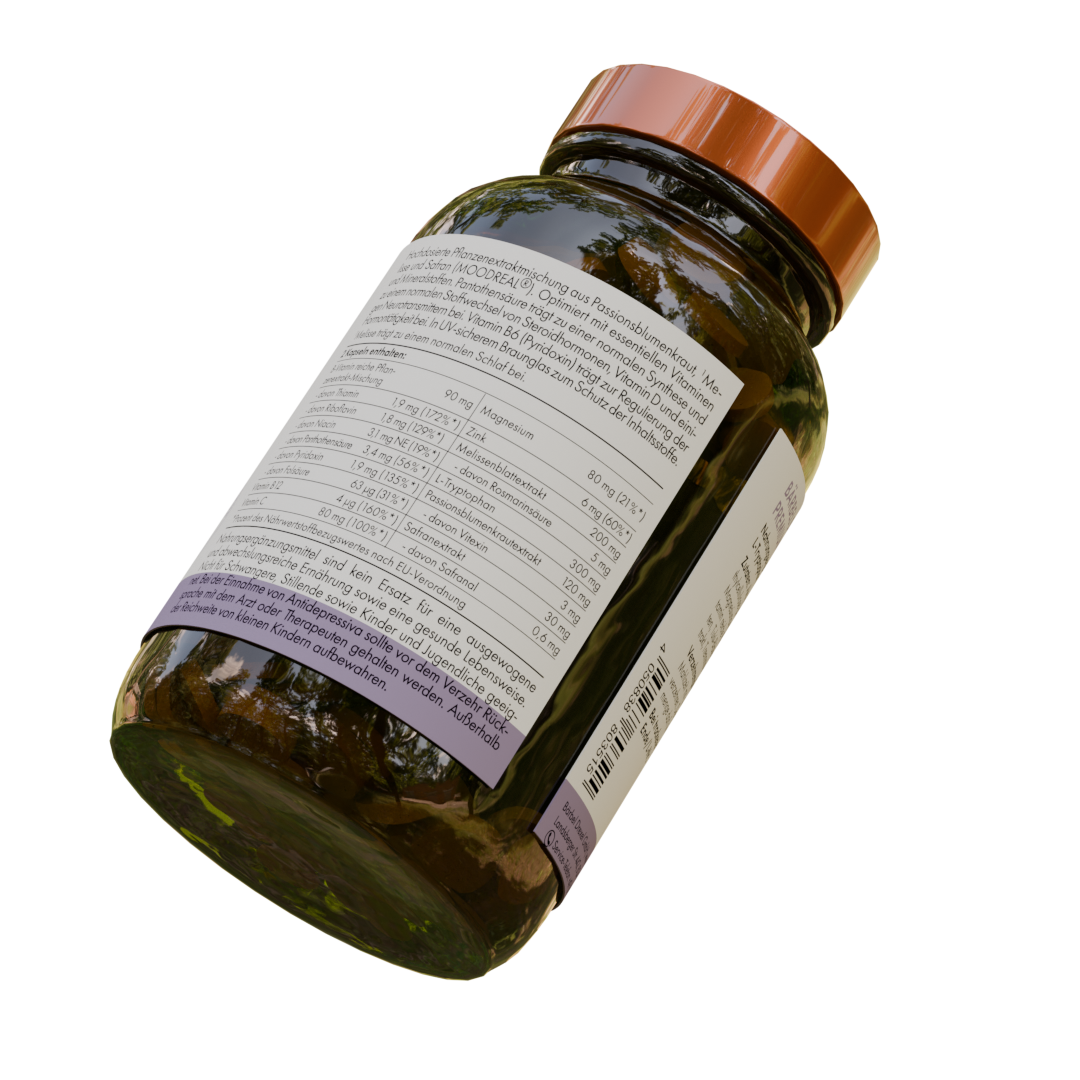 Hochdosierte Pflanzenextraktmischung aus Passionsblumenkraut, ¹Me-
lisse und Safran (MOODREAL®). Optimiert mit essentiellen Vitaminen
und Mineralstoffen. Pantothensäure trägt zu einer normalen Synthese und
zu einem normalen Stoffwechsel von Steroidhormonen, Vitamin D und eini-
gen Neurotransmittern bei. Vitamin B6 (Pyridoxin) trägt zur Regulierung der
Hormontätigkeit bei. In UV-sicherem Braunglas zum Schutz der Inhaltsstoffe.
Melisse trägt zu einem normalen Schlaf bei.
2 Kapseln enthalten:
B-Vitamin reiche Pflan-
zenextrakt-Mischung 90 mg
- davon Thiamin 1,9 mg (172%*)
- davon Riboflavin 1,8 mg (129%*)
- davon Niacin 3,1 mg NE (19%*)
- davon Panthothensäure 3,4 mg (56%*)
- davon Pyridoxin 1,9 mg (135%*)
- davon Folsäure 63 µg (31%*)
Vitamin B12 4 µg (160%*)
Vitamin C 80 mg (100%*)
Magnesium 80 mg (21%*)
Zink 6 mg (60%*)
Melissenblattextrakt 200 mg
- davon Rosmarinsäure 5 mg
L-Tryptophan 300 mg
Passionsblumenkrautextrakt 120 mg
- davon Vitexin 3 mg
Safranextrakt 30 mg
- davon Safranal 0,6 mg
*Prozent des Nährwertstoffbezugswertes nach EU-Verordnung
Nahrungsergänzungsmittel sind kein Ersatz für eine ausgewogene
und abwechslungsreiche Ernährung sowie eine gesunde Lebensweise.
Nicht für Schwangere, Stillende sowie Kinder und Jugendliche geeig-
net. Bei der Einnahme von Antidepressiva sollte vor dem Verzehr Rück-
sprache mit dem Arzt oder Therapeuten gehalten werden. Außerhalb
der Reichweite von kleinen Kindern aufbewahren.
4 050838 803515
Bärbel Drexel
Landsberger Str.